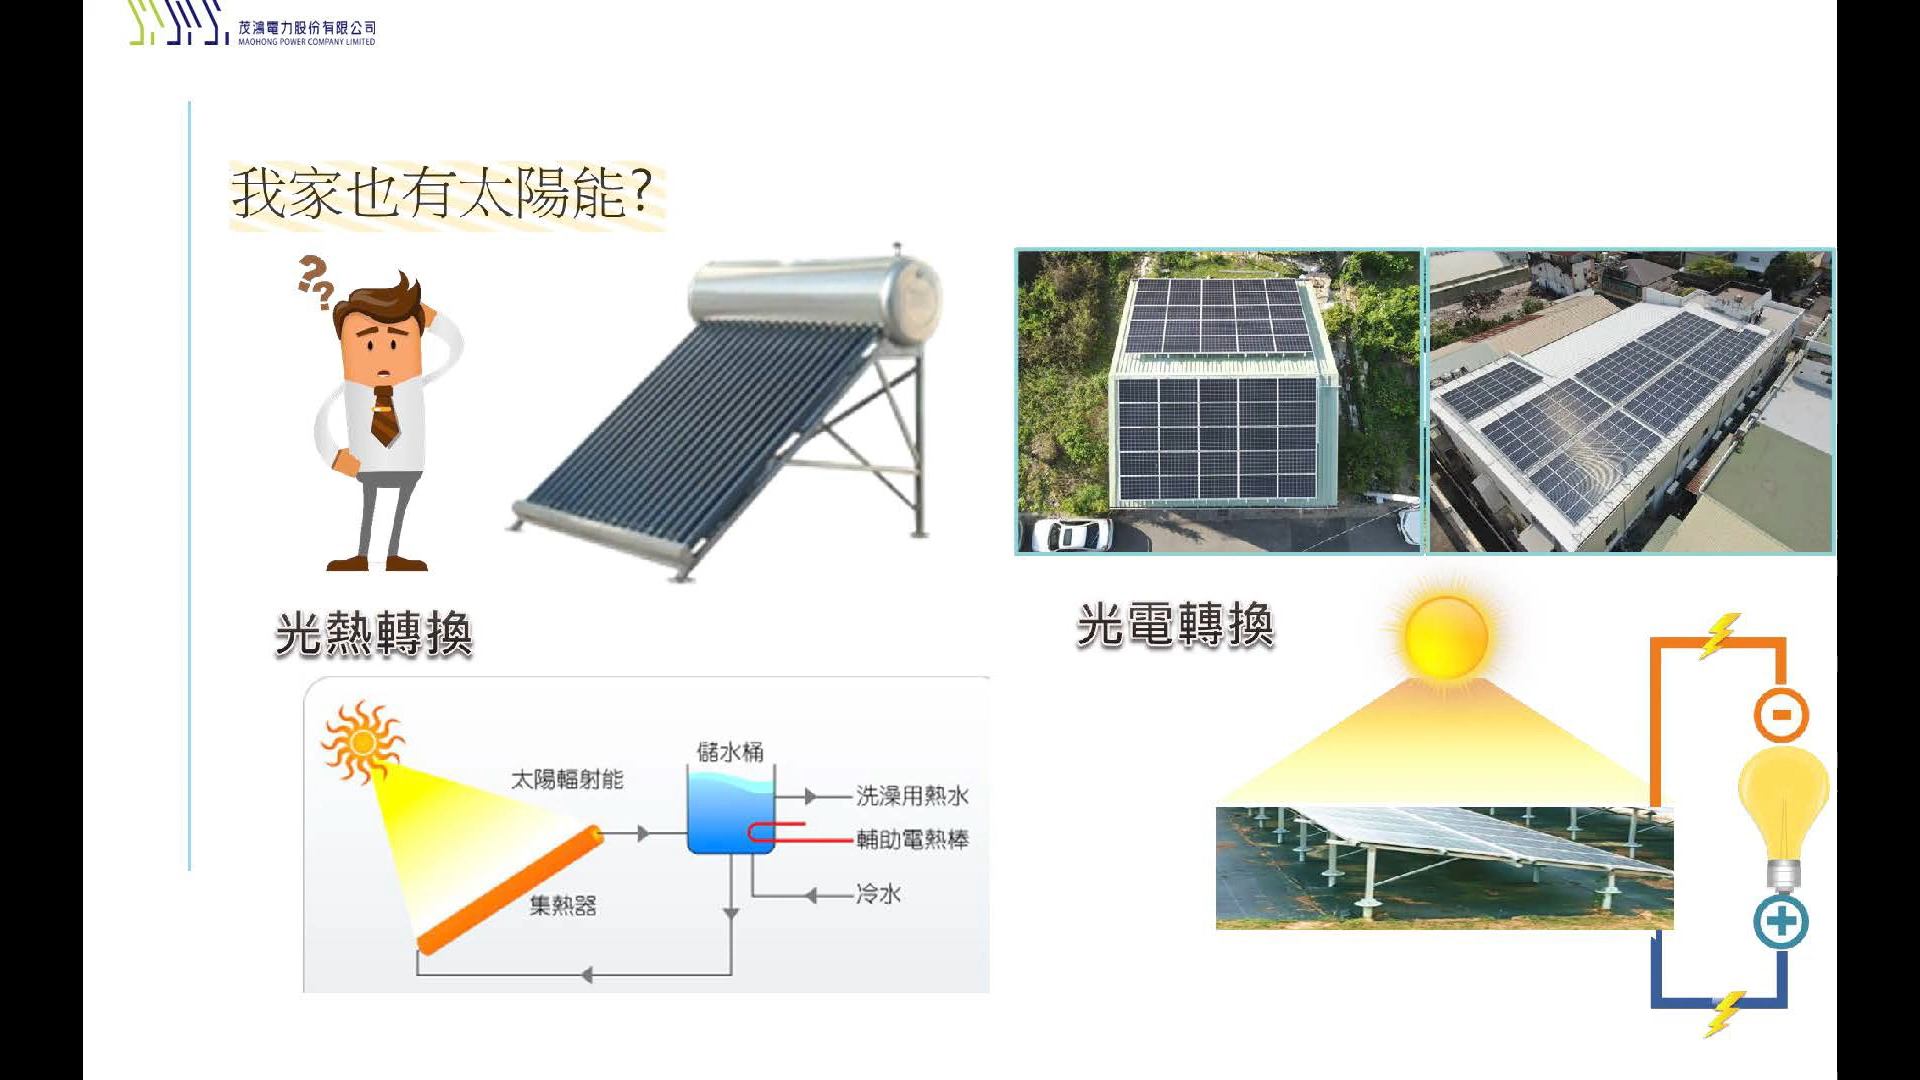 茂鴻電力股份有限公司
MAOHONG POWER COMPANY LIMITED
我家也有太陽能?
??
光熱轉換
光電轉換
儲水桶
太陽輻射能
洗澡用熱水
輔助電熱棒
集熱器
冷水